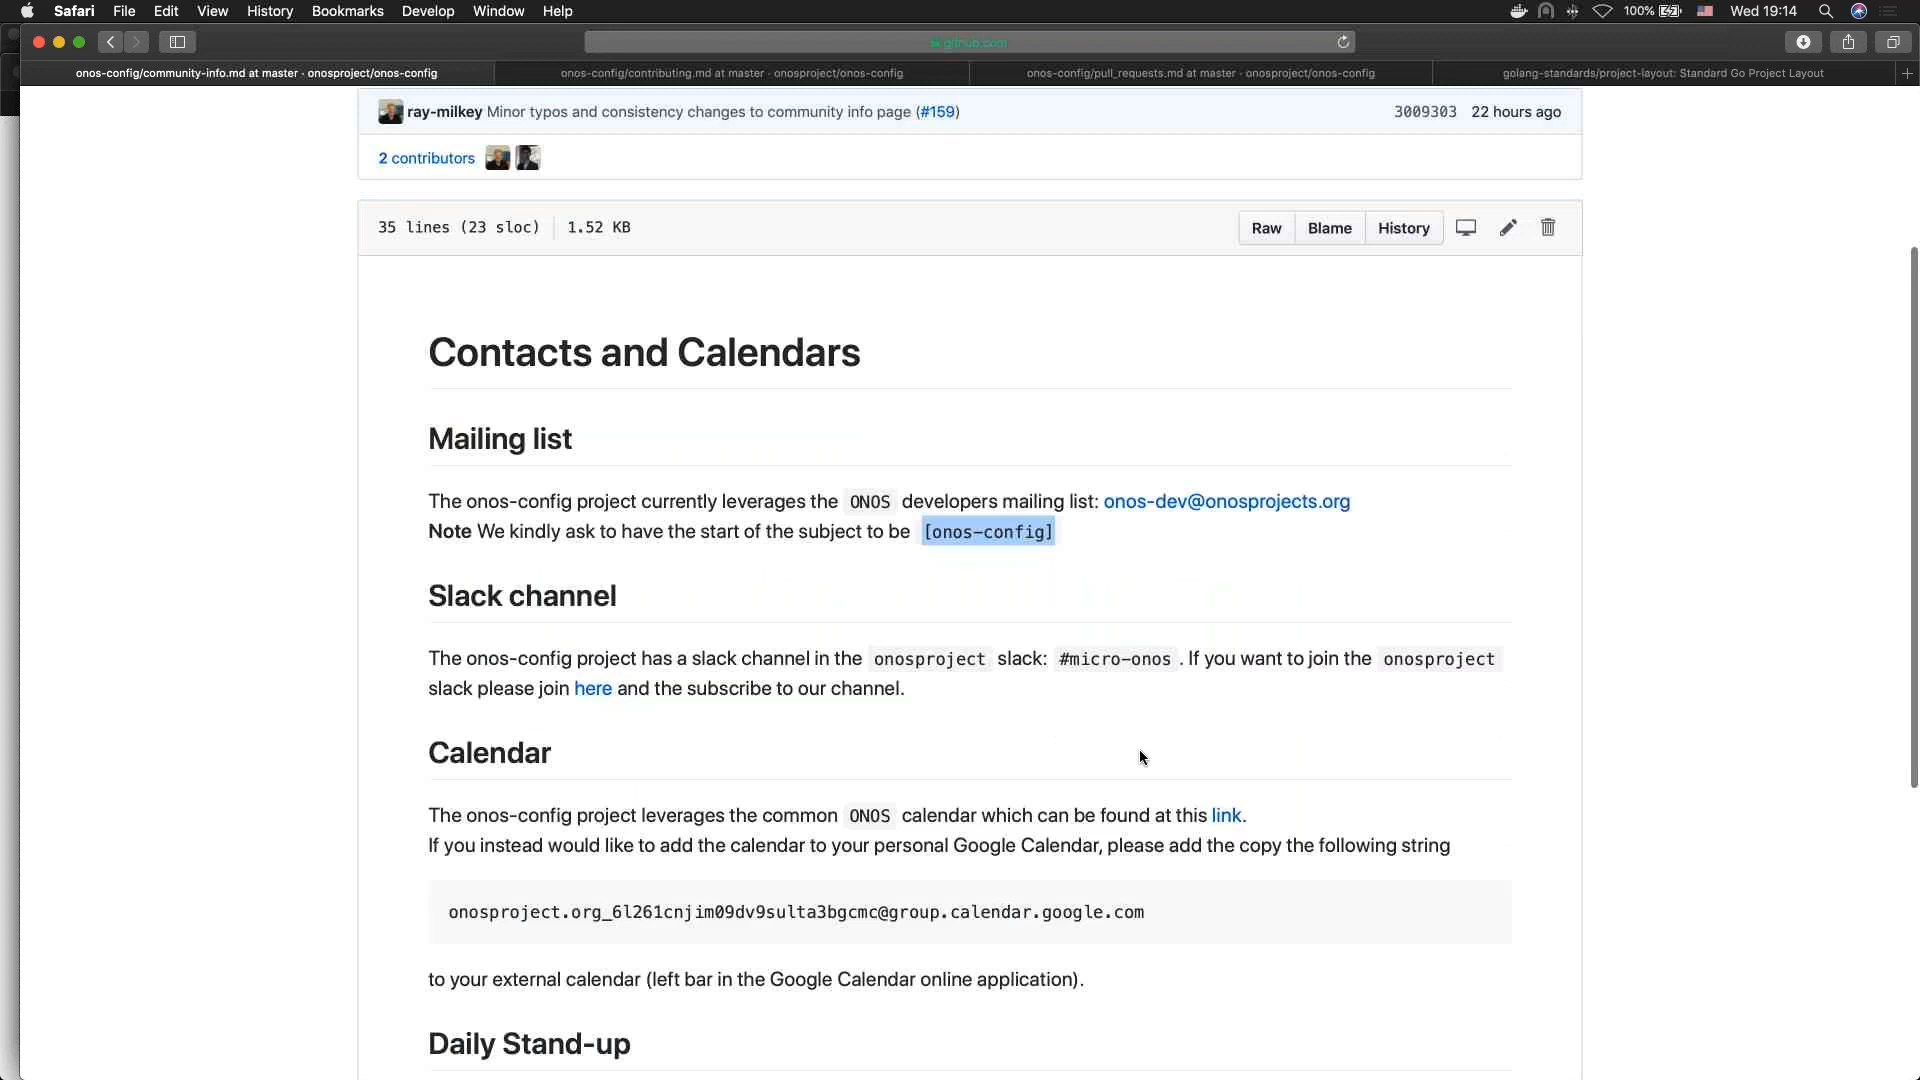 Safari File Edit View History Bookmarks Develop Window Help 100% Wed 19:14
github.com
onos-config/community-info.md at master · onosproject/onos-config onos-config/contributing.md at master · onosproject/onos-config onos-config/pull_requests.md at master · onosproject/onos-config golang-standards/project-layout: Standard Go Project Layout
ray-milkey Minor typos and consistency changes to community info page (#159) 3009303 22 hours ago
2 contributors
35 lines (23 sloc) 1.52 KB Raw Blame History
Contacts and Calendars
Mailing list
The onos-config project currently leverages the ONOS developers mailing list: onos-dev@onosprojects.org
Note We kindly ask to have the start of the subject to be [onos-config]
Slack channel
The onos-config project has a slack channel in the onosproject slack: #micro-onos . If you want to join the onosproject
slack please join here and the subscribe to our channel.
Calendar
The onos-config project leverages the common ONOS calendar which can be found at this link.
If you instead would like to add the calendar to your personal Google Calendar, please add the copy the following string
onosproject.org_6l261cnjim09dv9sulta3bgcmc@group.calendar.google.com
to your external calendar (left bar in the Google Calendar online application).
Daily Stand-up